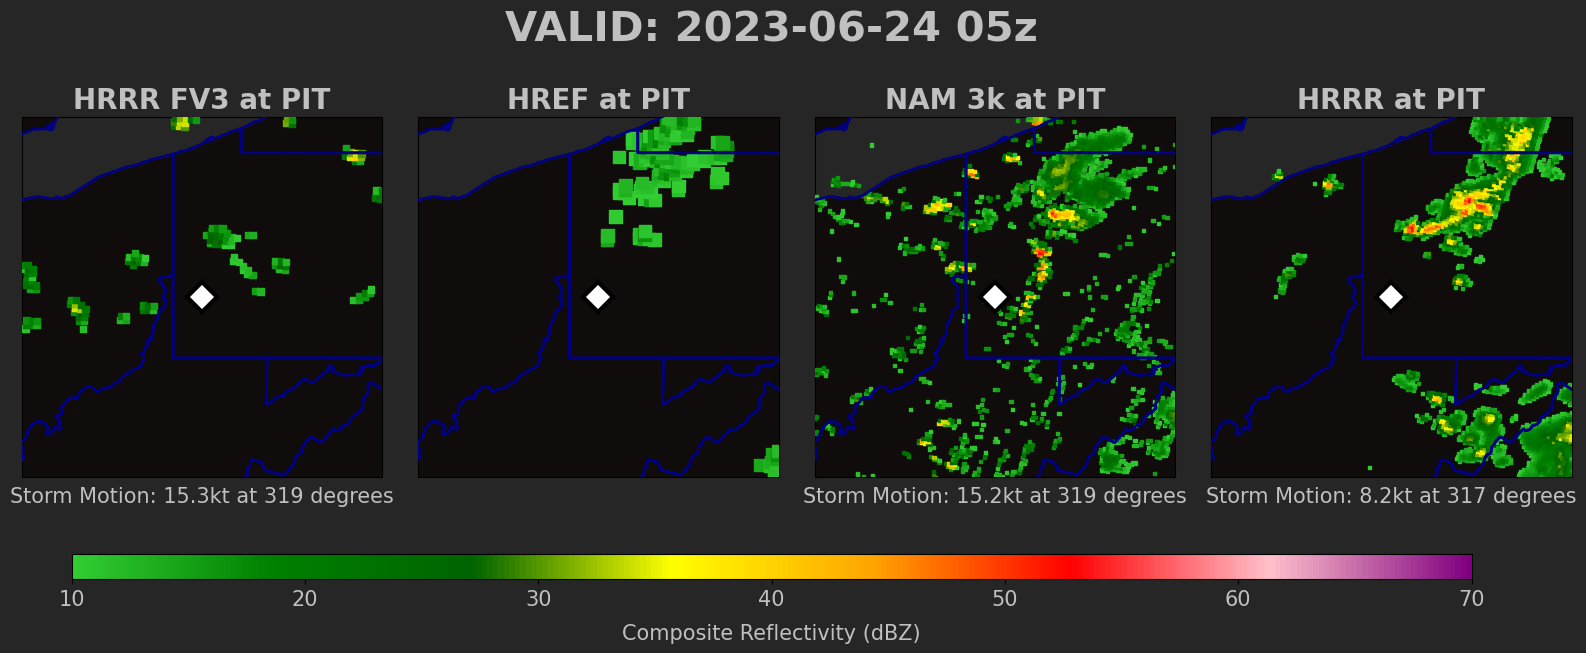 VALID: 2023-06-24 05z
HRRR FV3 at PIT
HREF at PIT
NAM 3k at PIT
HRRR at PIT
Storm Motion: 15.3kt at 319 degrees
Storm Motion: 15.2kt at 319 degrees
Storm Motion: 8.2kt at 317 degrees
10 20 30 40 50 60 70
Composite Reflectivity (dBZ)